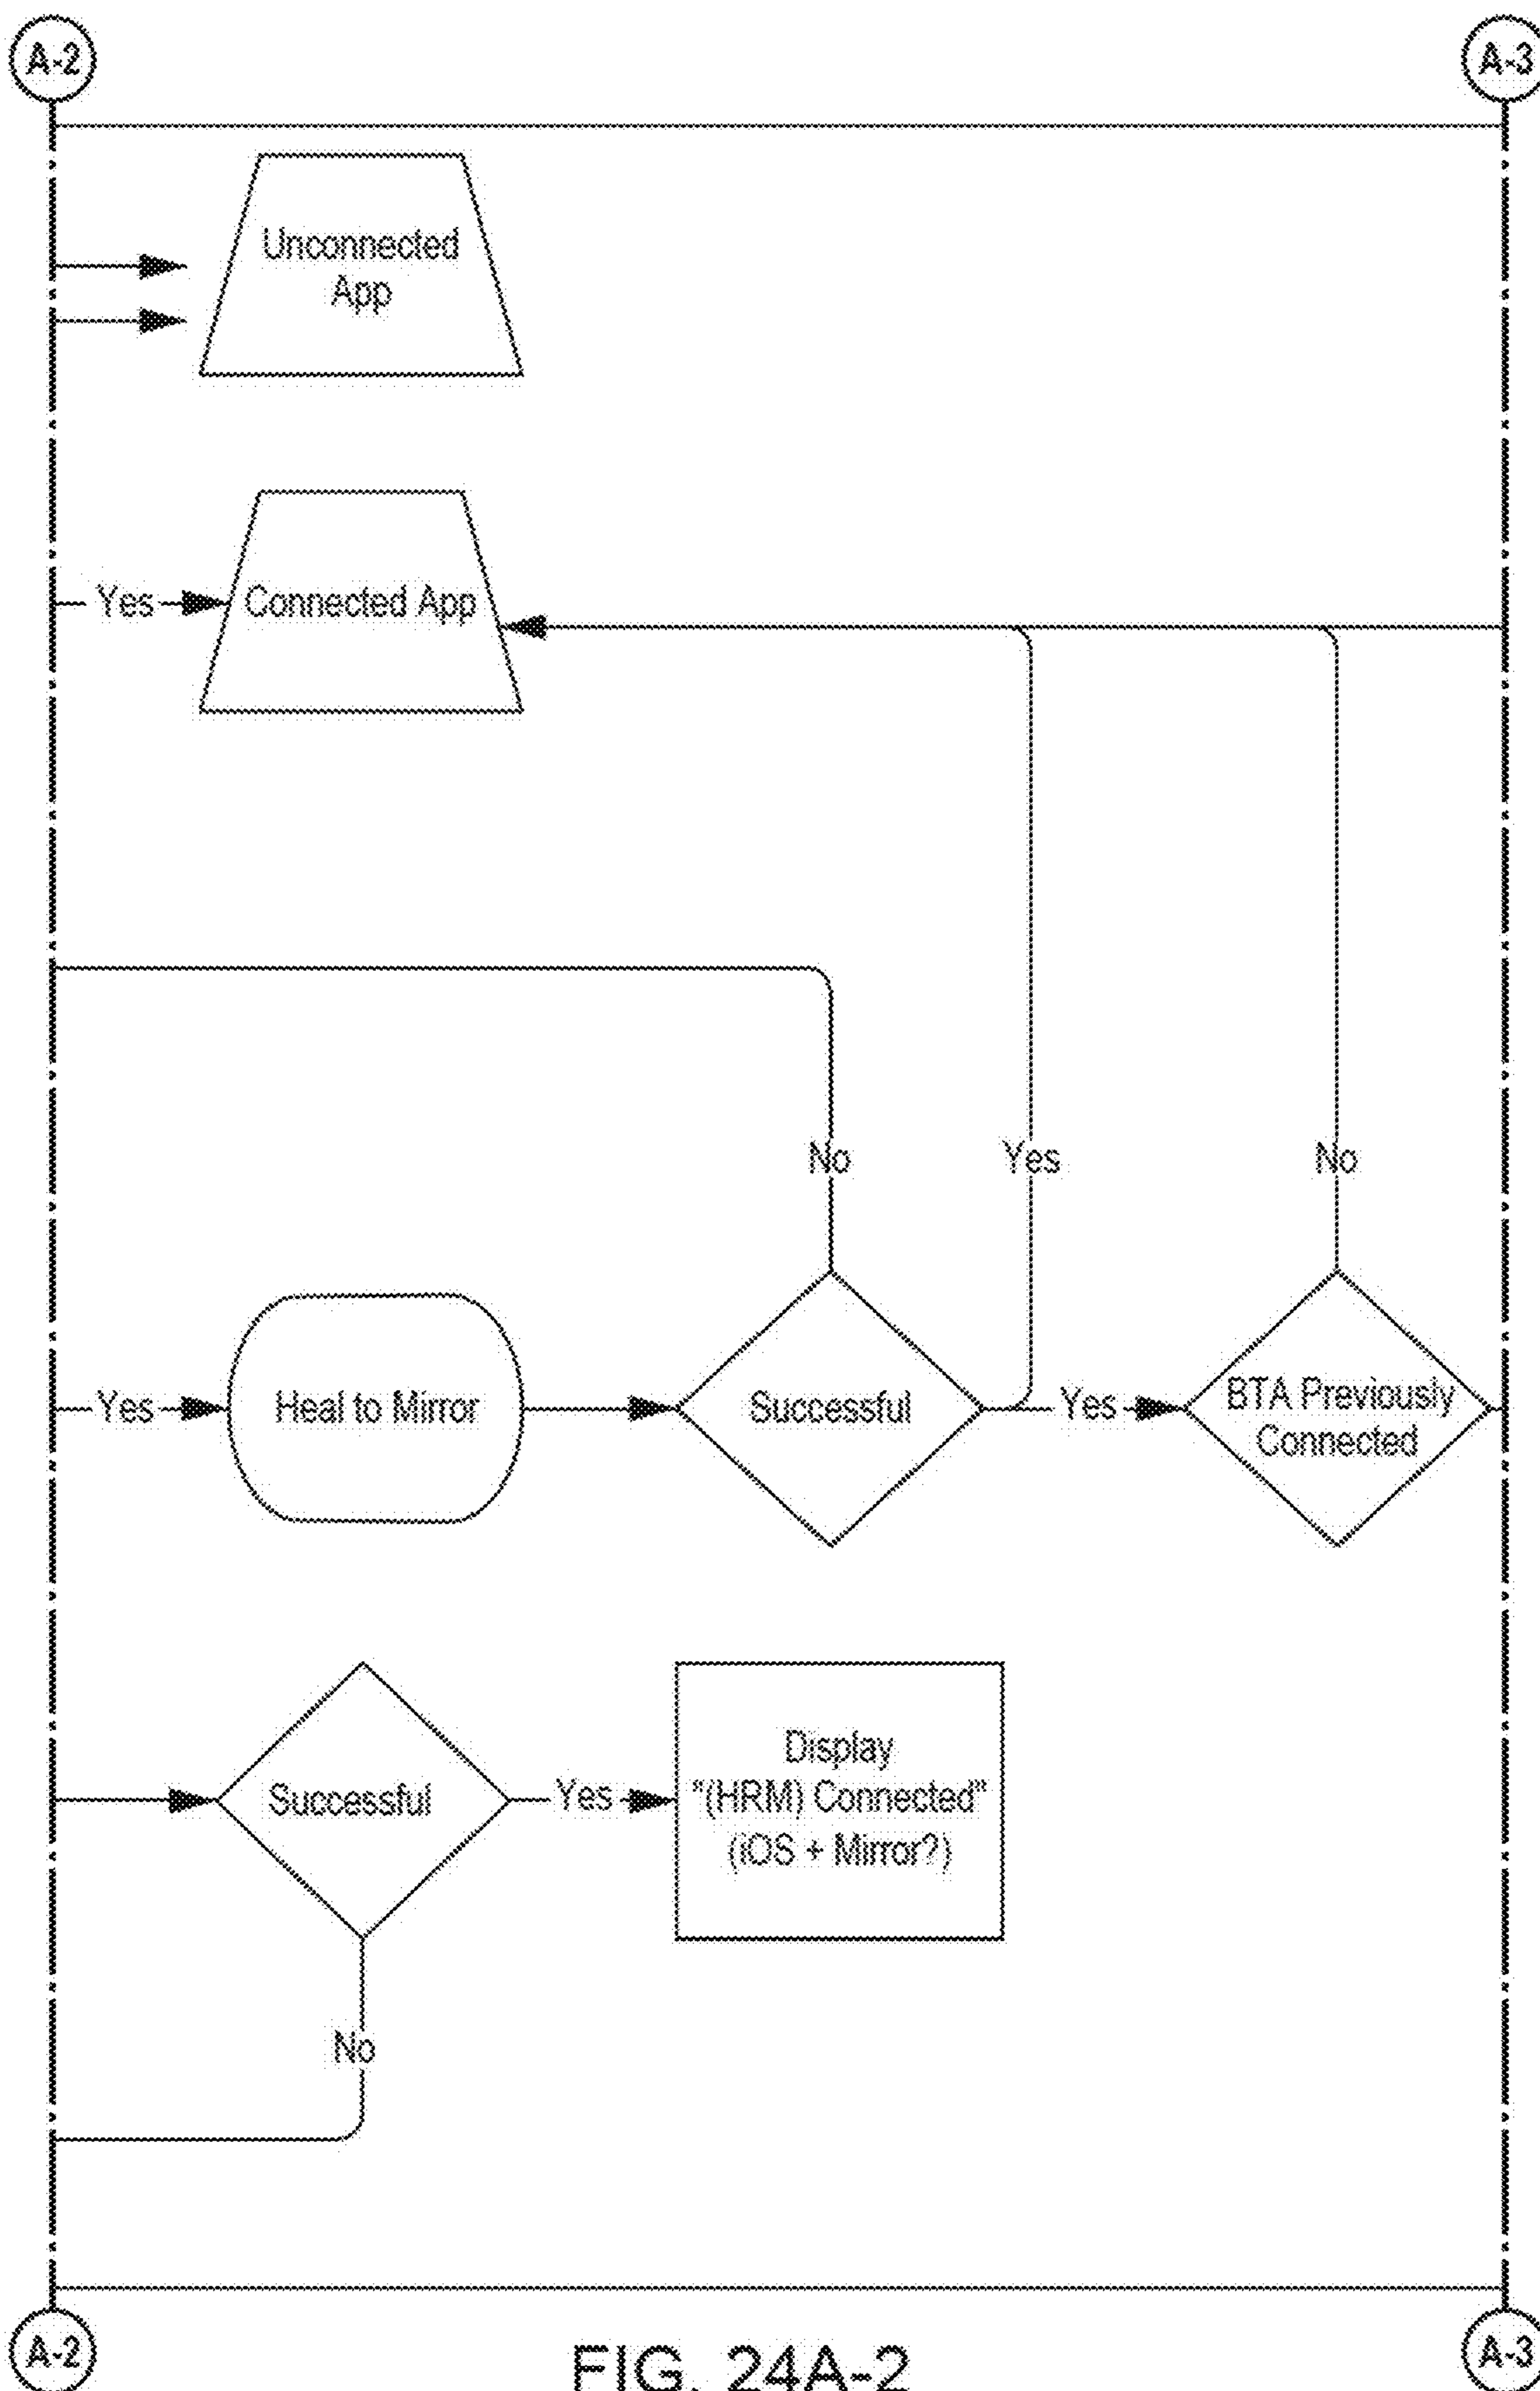 A-2
A-3
Unconnected
App
Yes
Connected App
No
Yes
No
Yes
Heal to Mirror
Successful
Yes
BTA Previously
Connected
Successful
Yes
Display
"(HRM) Connected"
(iOS + Mirror?)
No
A-2
A-3
FIG. 24A-2